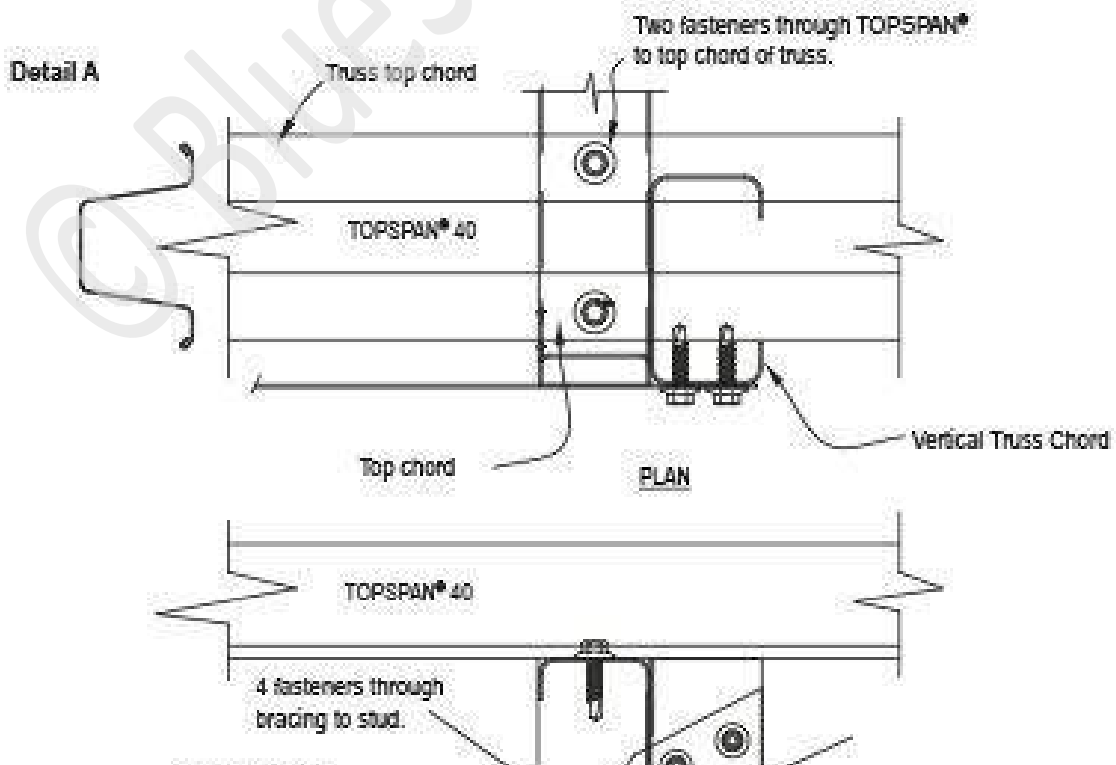 Two fasteners through TOPSPAN®
to top chord of truss.
Detail A
Truss top chord
TOPSPAN® 40
Vertical Truss Chord
Top chord
PLAN
TOPSPAN® 40
4 fasteners through
bracing to stud.
© Blues